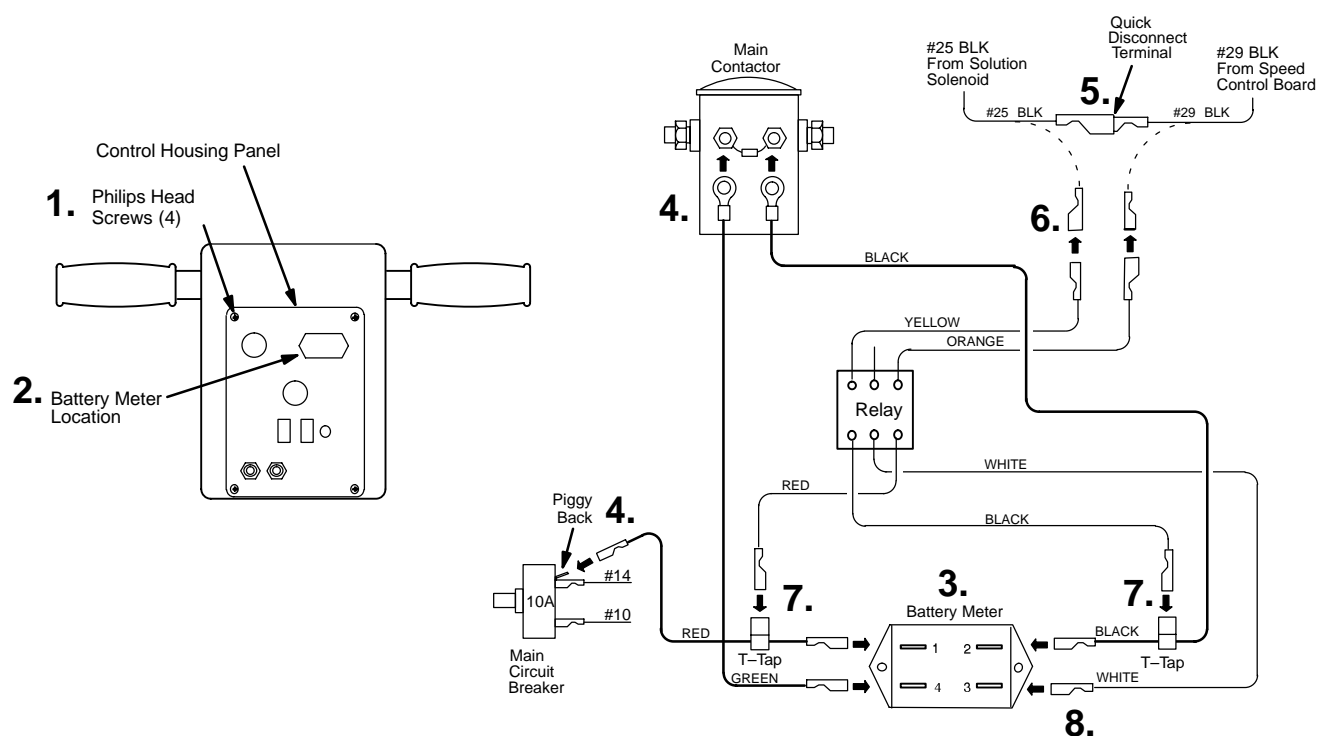 Control Housing Panel
1.
Philips Head
Screws (4)
2.
Battery Meter
Location
Main
Contactor
4.
BLACK
#25 BLK
From Solution
Solenoid
Quick
Disconnect
Terminal
#29 BLK
From Speed
Control Board
5.
#25 BLK
#29 BLK
6.
YELLOW
ORANGE
Relay
WHITE
RED
BLACK
Piggy
Back
4.
#14
10A
#10
Main
Circuit
Breaker
RED
7.
T–Tap
GREEN
3.
Battery Meter
1
2
4
3
7.
BLACK
T–Tap
WHITE
8.